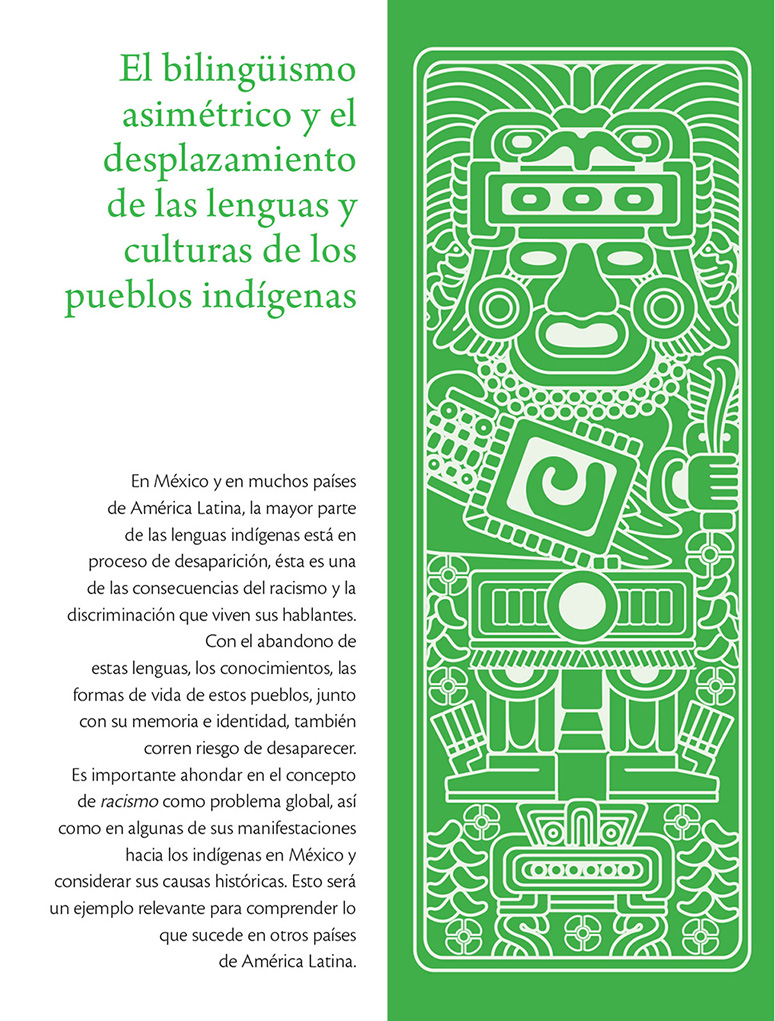 El bilingüismo
asimétrico y el
desplazamiento
de las lenguas y
culturas de los
pueblos indígenas
En México y en muchos países
de América Latina, la mayor parte
de las lenguas indígenas está en
proceso de desaparición, ésta es una
de las consecuencias del racismo y la
discriminación que viven sus hablantes.
Con el abandono de
estas lenguas, los conocimientos, las
formas de vida de estos pueblos, junto
con su memoria e identidad, también
corren riesgo de desaparecer.
Es importante ahondar en el concepto
de racismo como problema global, así
como en algunas de sus manifestaciones
hacia los indígenas en México y
considerar sus causas históricas. Esto será
un ejemplo relevante para comprender lo
que sucede en otros países
de América Latina.